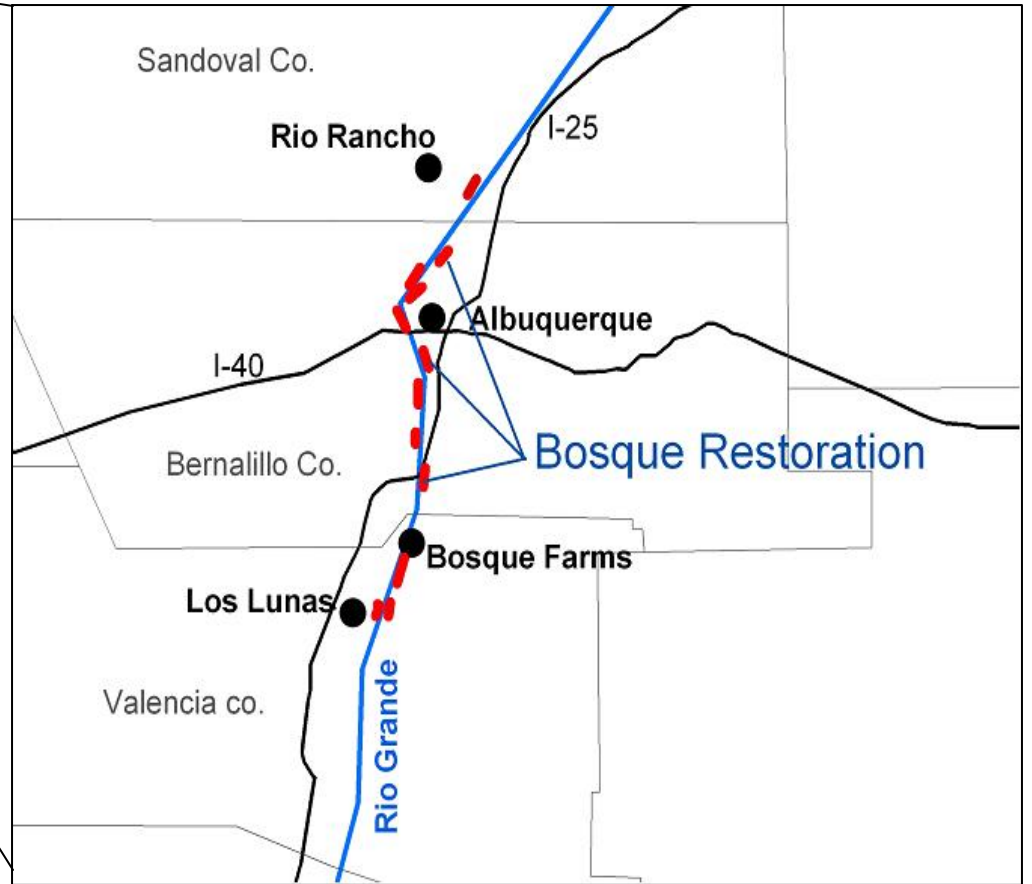 Sandoval Co.
Rio Rancho
I-25
Albuquerque
I-40
Bosque Restoration
Bernalillo Co.
Bosque Farms
Los Lunas
Valencia co.
Rio Grande